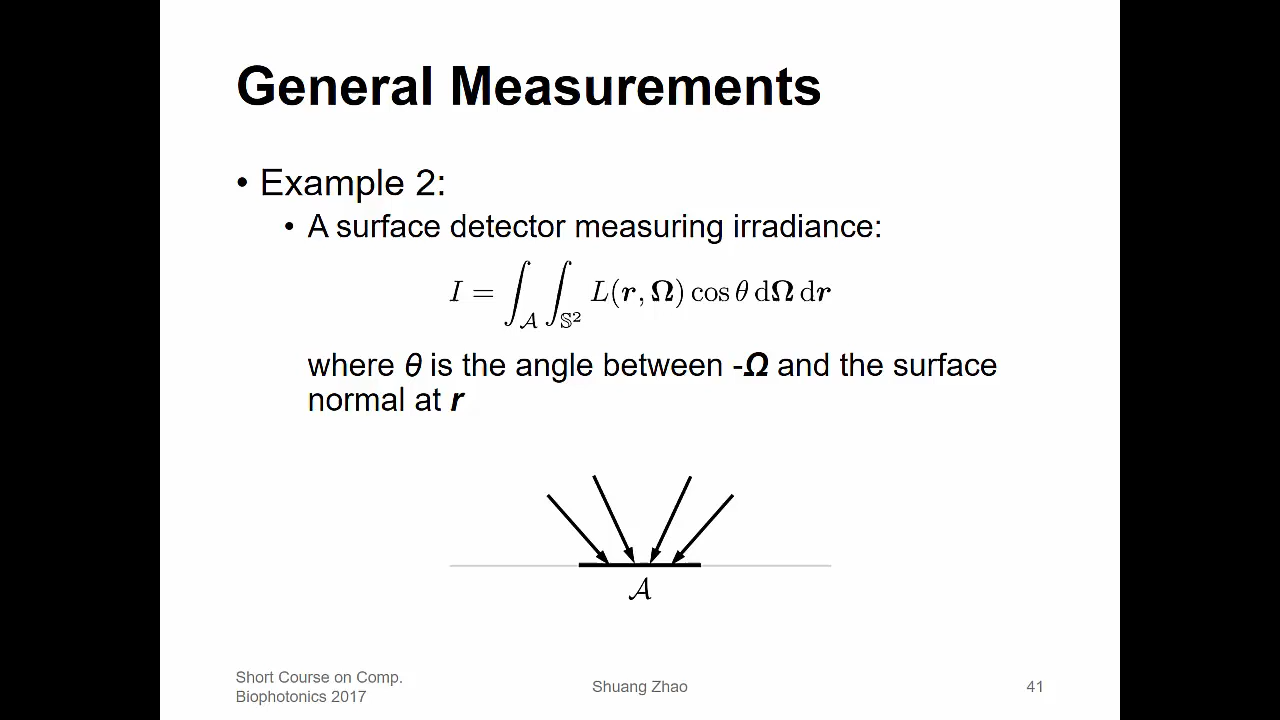 General Measurements
• Example 2:
• A surface detector measuring irradiance:
I = ∫_𝒜 ∫_𝕊² L(r, Ω) cos θ dΩ dr
where θ is the angle between -Ω and the surface
normal at r
𝒜
Short Course on Comp.
Biophotonics 2017
Shuang Zhao
41